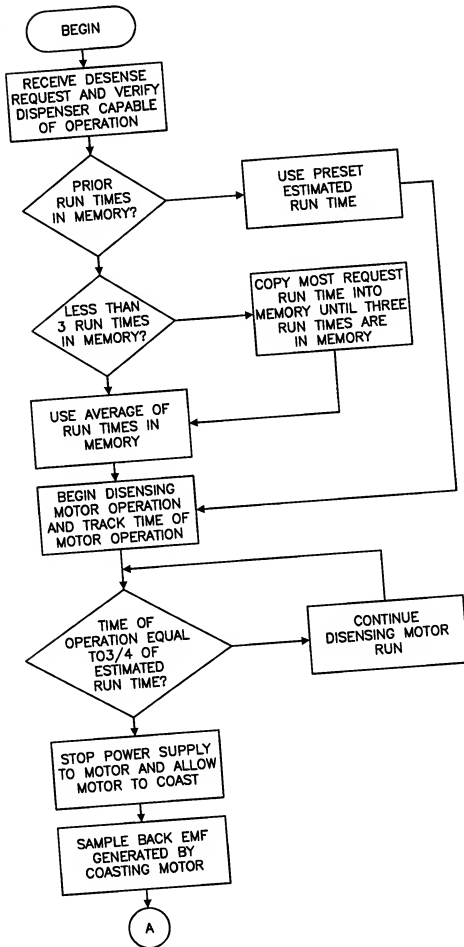 BEGIN
RECEIVE DESENSE
REQUEST AND VERIFY
DISPENSER CAPABLE
OF OPERATION
PRIOR
RUN TIMES
IN MEMORY?
USE PRESET
ESTIMATED
RUN TIME
LESS THAN
3 RUN TIMES
IN MEMORY?
COPY MOST REQUEST
RUN TIME INTO
MEMORY UNTIL THREE
RUN TIMES ARE
IN MEMORY
USE AVERAGE OF
RUN TIMES IN
MEMORY
BEGIN DISENSING
MOTOR OPERATION
AND TRACK TIME OF
MOTOR OPERATION
TIME OF
OPERATION EQUAL
TO3/4 OF
ESTIMATED
RUN TIME?
CONTINUE
DISENSING MOTOR
RUN
STOP POWER SUPPLY
TO MOTOR AND ALLOW
MOTOR TO COAST
SAMPLE BACK EMF
GENERATED BY
COASTING MOTOR
A